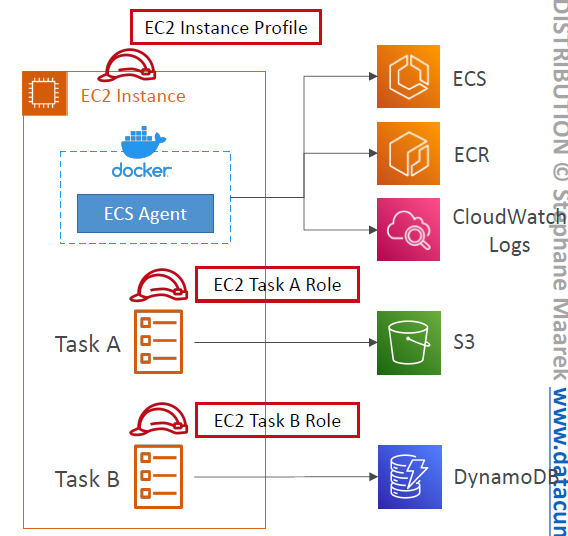 EC2 Instance Profile
EC2 Instance
ECS
docker
ECS Agent
ECR
CloudWatch
Logs
EC2 Task A Role
Task A
S3
EC2 Task B Role
Task B
DynamoDB
DISTRIBUTION © Stephane Maarek
www.datacum